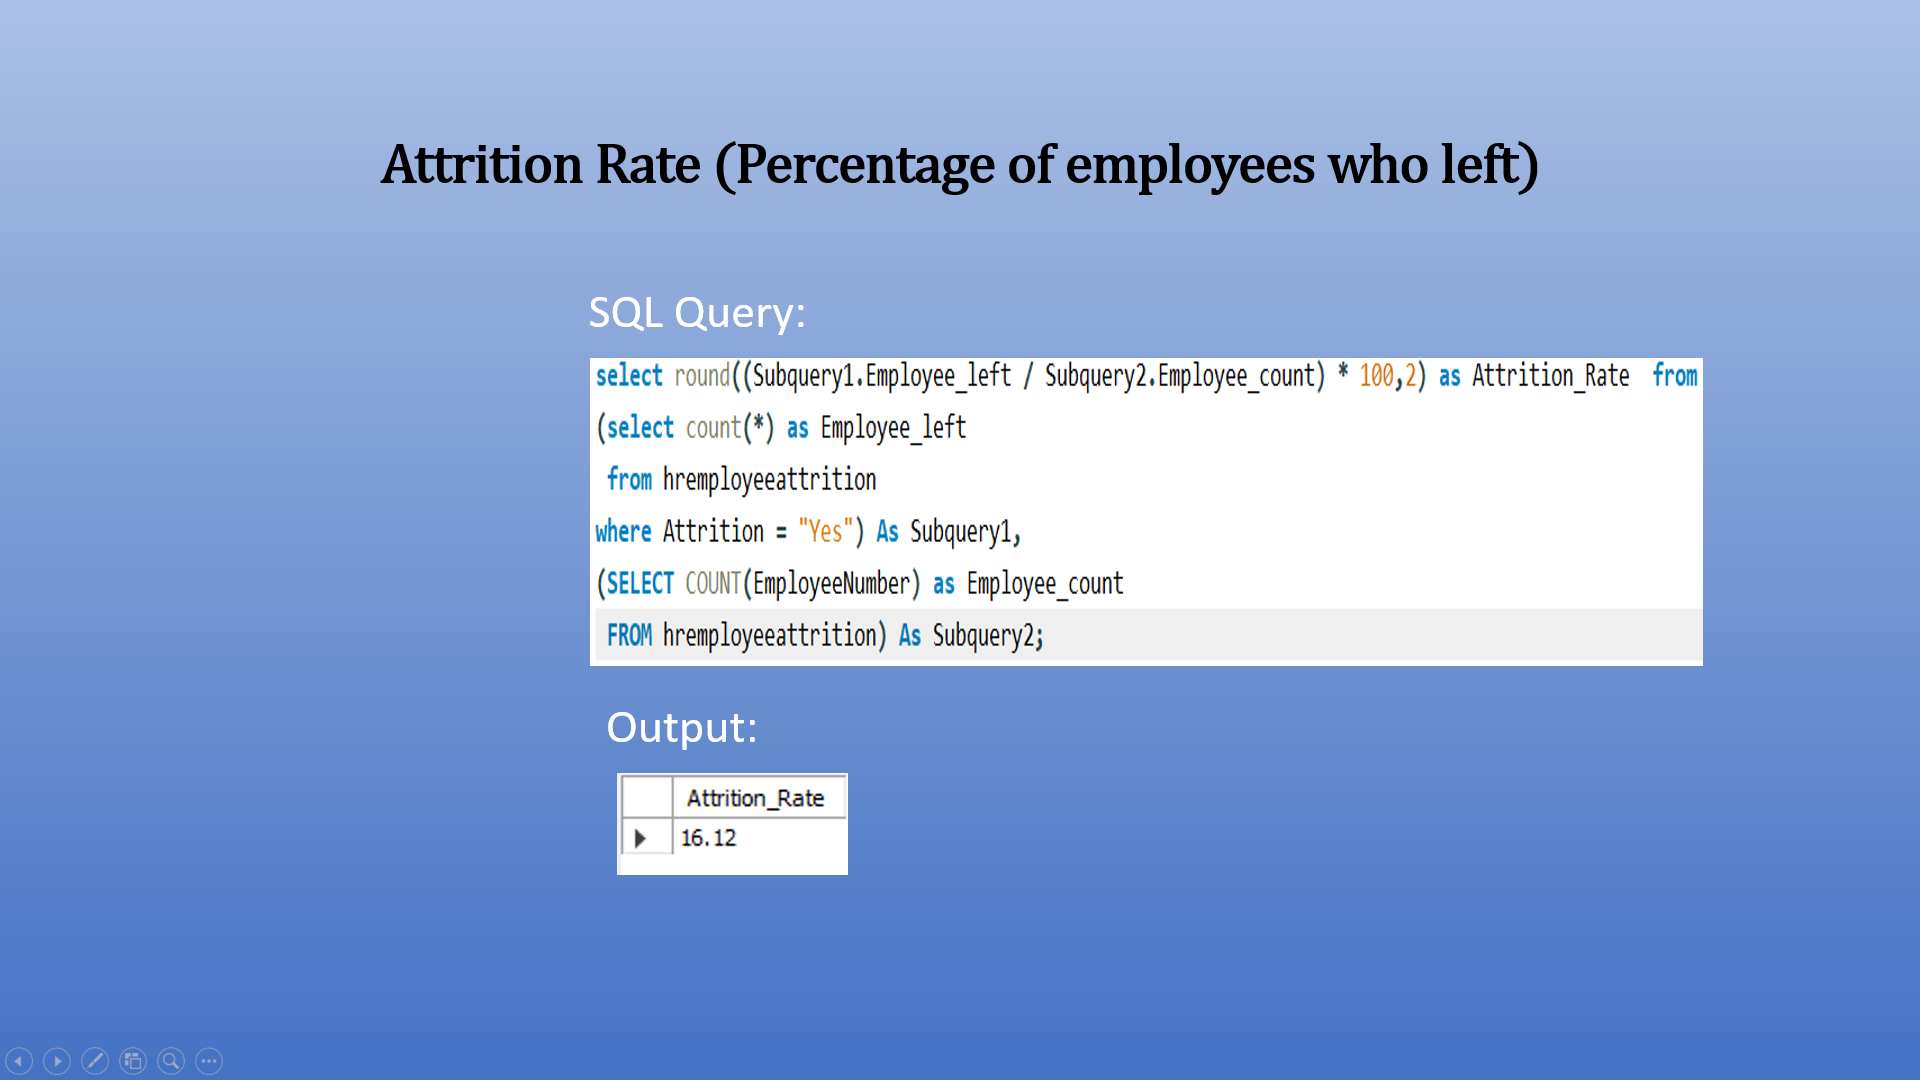 Attrition Rate (Percentage of employees who left)
SQL Query:
select round((Subquery1.Employee_left / Subquery2.Employee_count) * 100,2) as Attrition_Rate  from
(select count(*) as Employee_left
 from hremployeeattrition
where Attrition = "Yes") As Subquery1,
(SELECT COUNT(EmployeeNumber) as Employee_count
 FROM hremployeeattrition) As Subquery2;
Output:
Attrition_Rate
16.12